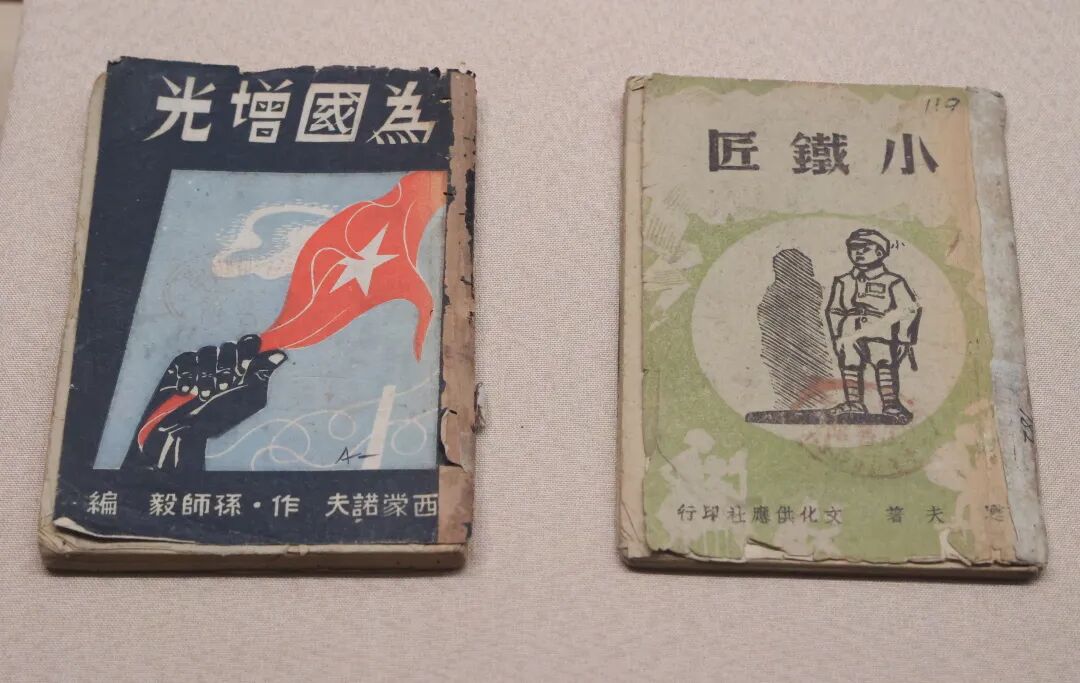 為國增光
西蒙諾夫 作・孫師毅 編
119
小鐵匠
小
夫 著 文化供應社印行